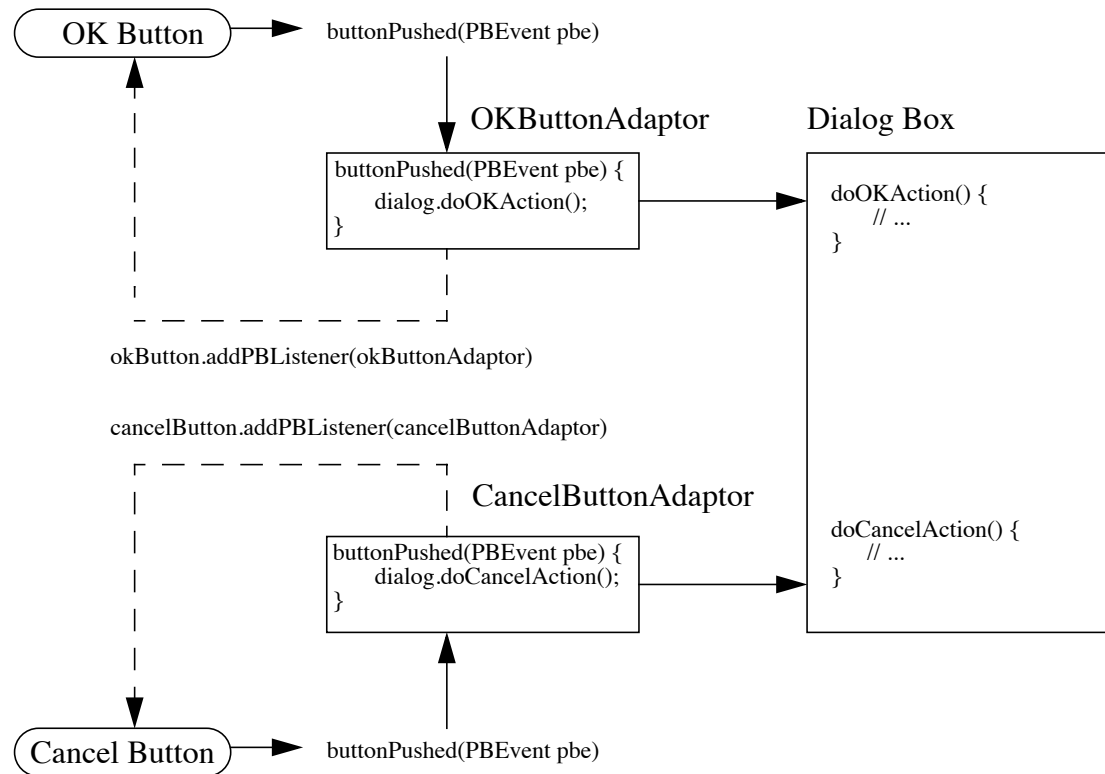 OK Button
buttonPushed(PBEvent pbe)
OKButtonAdaptor
Dialog Box
buttonPushed(PBEvent pbe) {
dialog.doOKAction();
}
doOKAction() {
// ...
}
okButton.addPBListener(okButtonAdaptor)
cancelButton.addPBListener(cancelButtonAdaptor)
CancelButtonAdaptor
buttonPushed(PBEvent pbe) {
dialog.doCancelAction();
}
doCancelAction() {
// ...
}
Cancel Button
buttonPushed(PBEvent pbe)